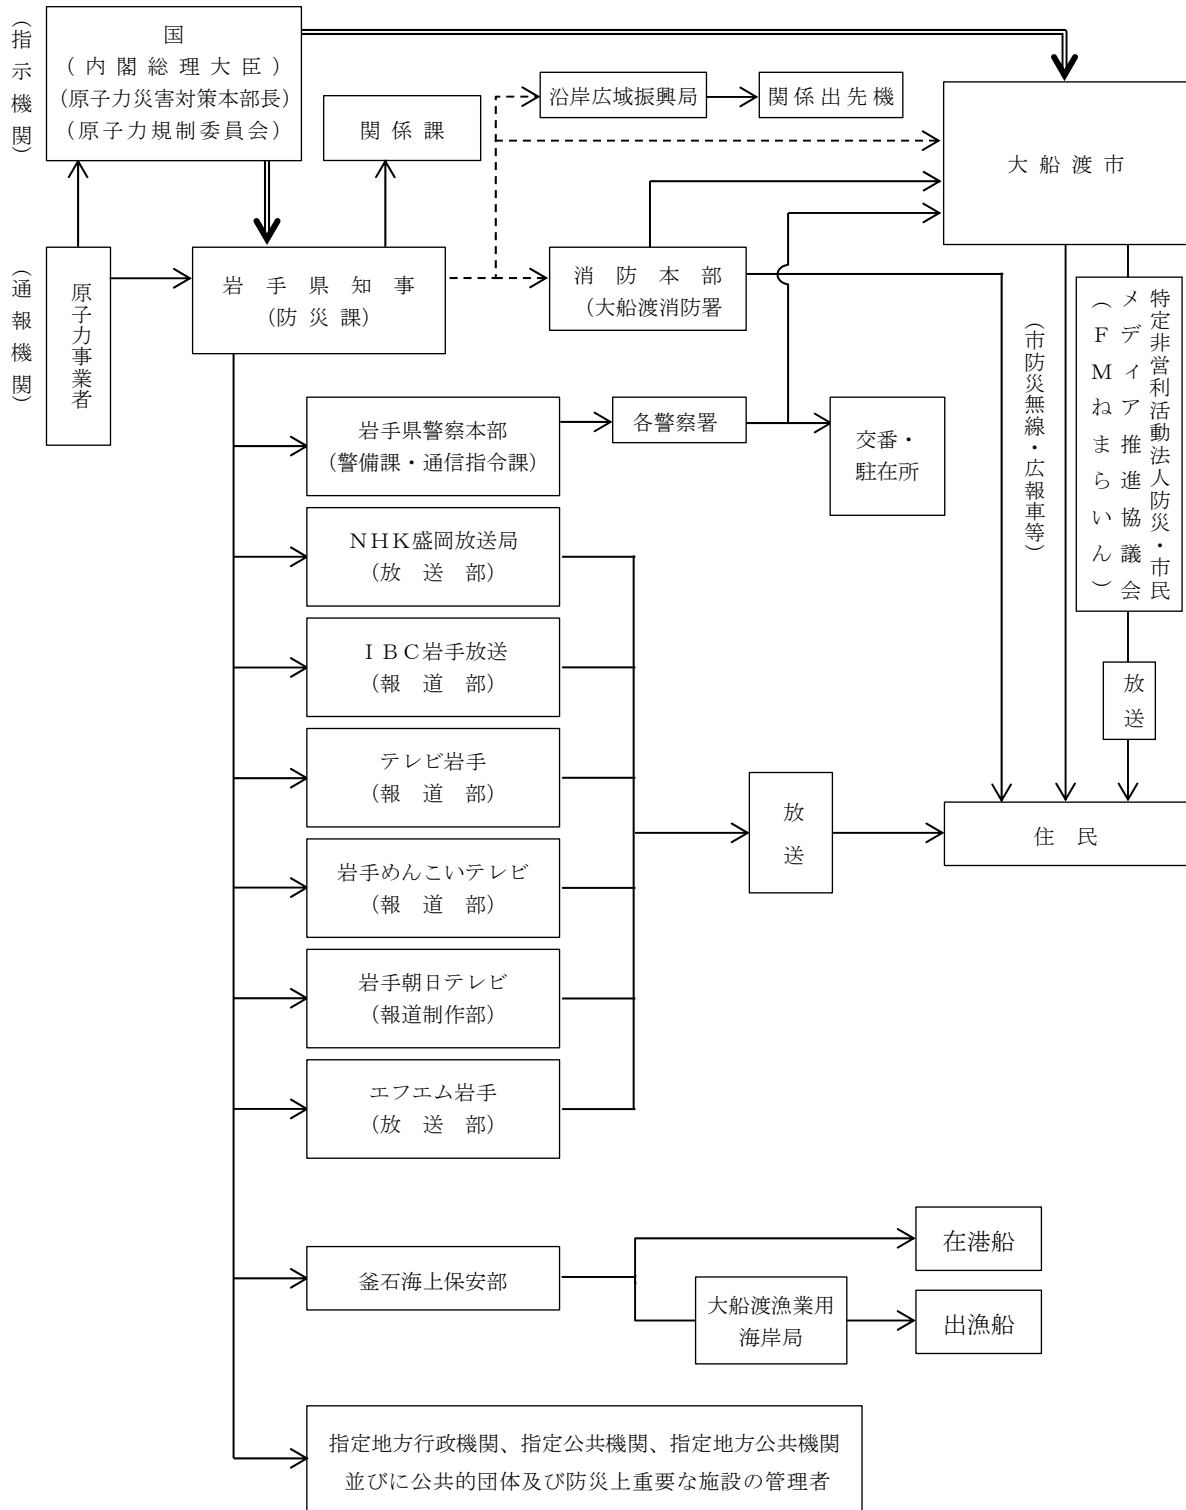 （指示機関）
国
（内閣総理大臣）
（原子力災害対策本部長）
（原子力規制委員会）
関係課
沿岸広域振興局
関係出先機
大船渡市
（通報機関）
原子力事業者
岩手県知事
（防災課）
消防本部
（大船渡消防署
（市防災無線・広報車等）
特定非営利活動法人防災・市民
メディア推進協議会
（ＦＭねまらいん）
岩手県警察本部
（警備課・通信指令課）
各警察署
交番・
駐在所
ＮＨＫ盛岡放送局
（放送部）
ＩＢＣ岩手放送
（報道部）
放送
テレビ岩手
（報道部）
放送
住民
岩手めんこいテレビ
（報道部）
岩手朝日テレビ
（報道制作部）
エフエム岩手
（放送部）
釜石海上保安部
在港船
大船渡漁業用
海岸局
出漁船
指定地方行政機関、指定公共機関、指定地方公共機関
並びに公共的団体及び防災上重要な施設の管理者